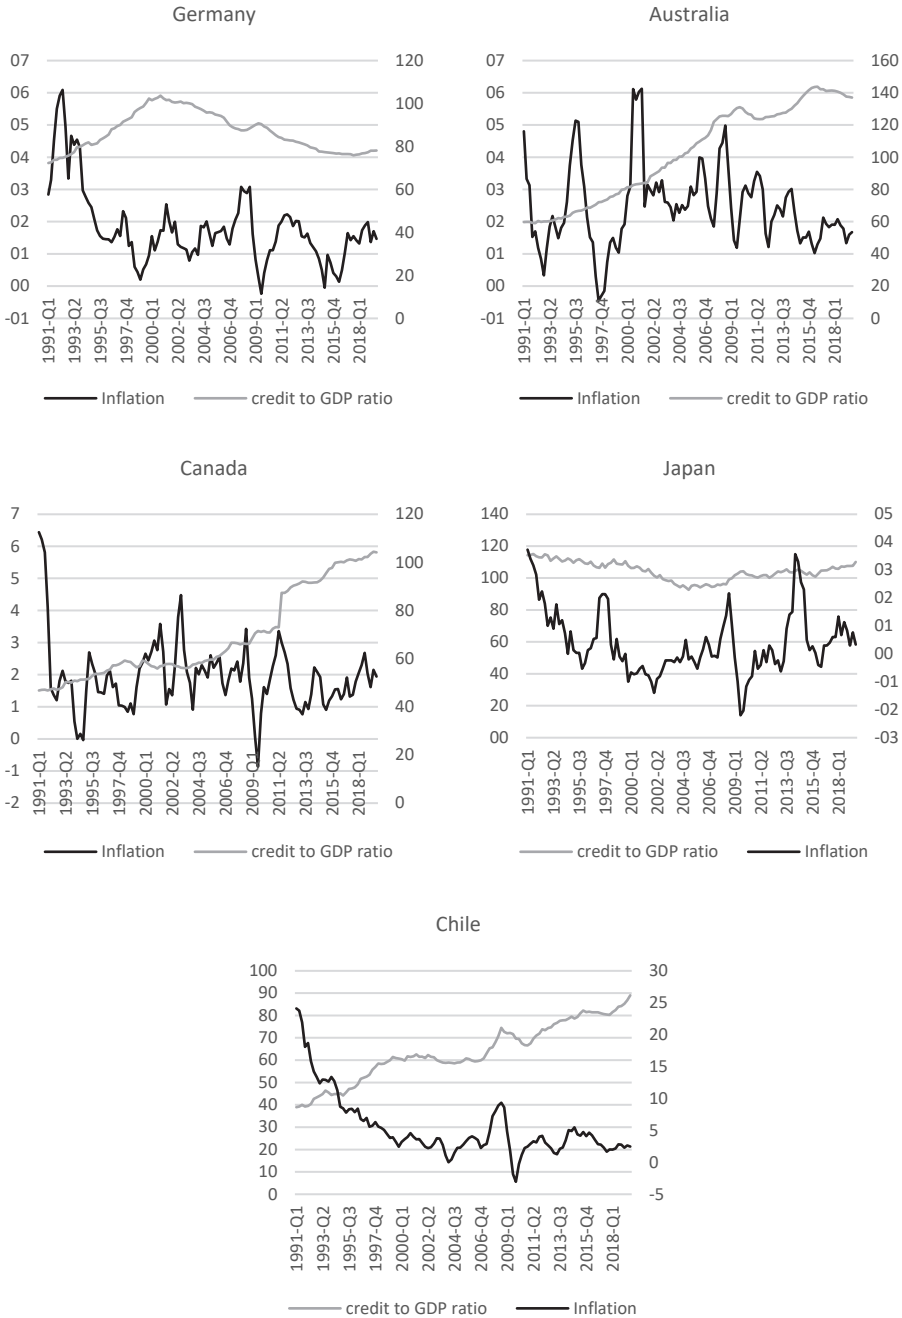 Germany
07
06
05
04
03
02
01
00
-01
120
100
80
60
40
20
0
1991-Q1
1993-Q2
1995-Q3
1997-Q4
2000-Q1
2002-Q2
2004-Q3
2006-Q4
2009-Q1
2011-Q2
2013-Q3
2015-Q4
2018-Q1
Inflation
credit to GDP ratio
Australia
07
06
05
04
03
02
01
00
-01
160
140
120
100
80
60
40
20
0
1991-Q1
1993-Q2
1995-Q3
1997-Q4
2000-Q1
2002-Q2
2004-Q3
2006-Q4
2009-Q1
2011-Q2
2013-Q3
2015-Q4
2018-Q1
Inflation
credit to GDP ratio
Canada
7
6
5
4
3
2
1
0
-1
-2
120
100
80
60
40
20
0
1991-Q1
1993-Q2
1995-Q3
1997-Q4
2000-Q1
2002-Q2
2004-Q3
2006-Q4
2009-Q1
2011-Q2
2013-Q3
2015-Q4
2018-Q1
Inflation
credit to GDP ratio
Japan
140
120
100
80
60
40
20
00
05
04
03
02
01
00
-01
-02
-03
1991-Q1
1993-Q2
1995-Q3
1997-Q4
2000-Q1
2002-Q2
2004-Q3
2006-Q4
2009-Q1
2011-Q2
2013-Q3
2015-Q4
2018-Q1
credit to GDP ratio
Inflation
Chile
100
90
80
70
60
50
40
30
20
10
0
30
25
20
15
10
5
0
-5
1991-Q1
1993-Q2
1995-Q3
1997-Q4
2000-Q1
2002-Q2
2004-Q3
2006-Q4
2009-Q1
2011-Q2
2013-Q3
2015-Q4
2018-Q1
credit to GDP ratio
Inflation